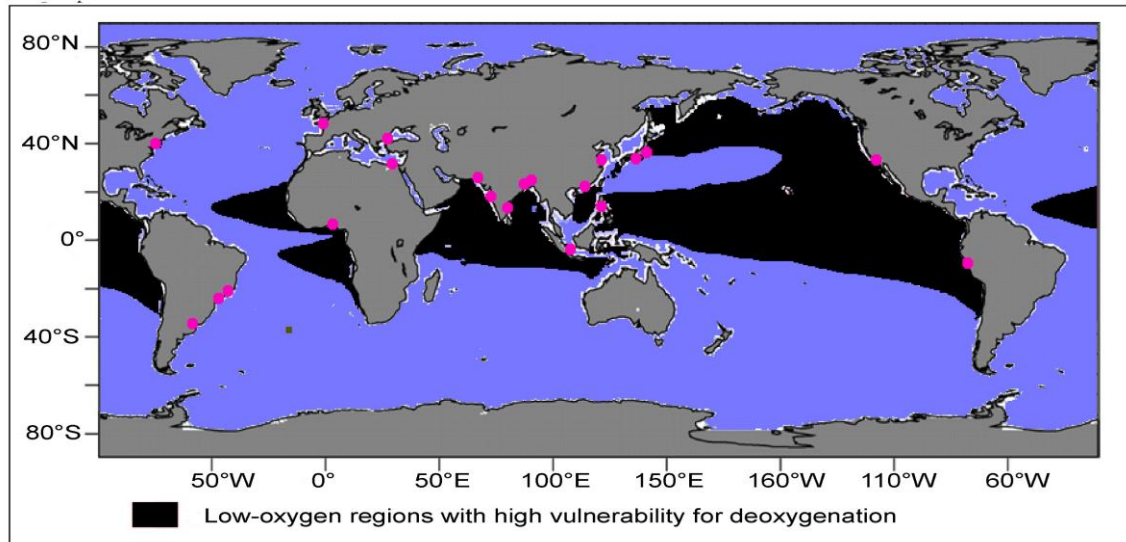 80°N
40°N
0°
40°S
80°S
50°W 0° 50°E 100°E 150°E 160°W 110°W 60°W
Low-oxygen regions with high vulnerability for deoxygenation